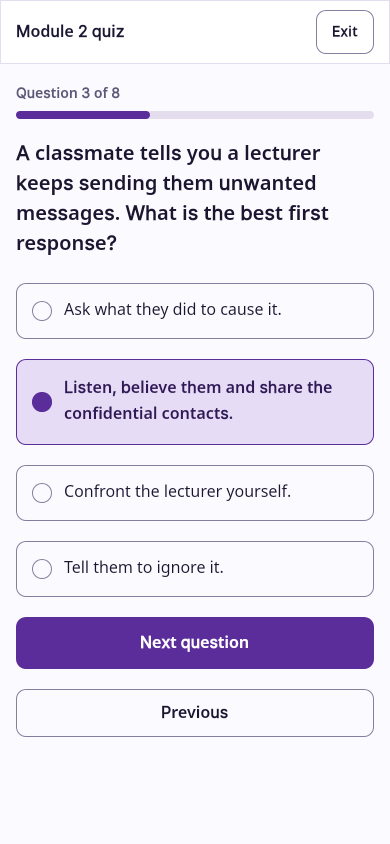 Module 2 quiz
Exit
Question 3 of 8
A classmate tells you a lecturer
keeps sending them unwanted
messages. What is the best first
response?
Ask what they did to cause it.
Listen, believe them and share the
confidential contacts.
Confront the lecturer yourself.
Tell them to ignore it.
Next question
Previous